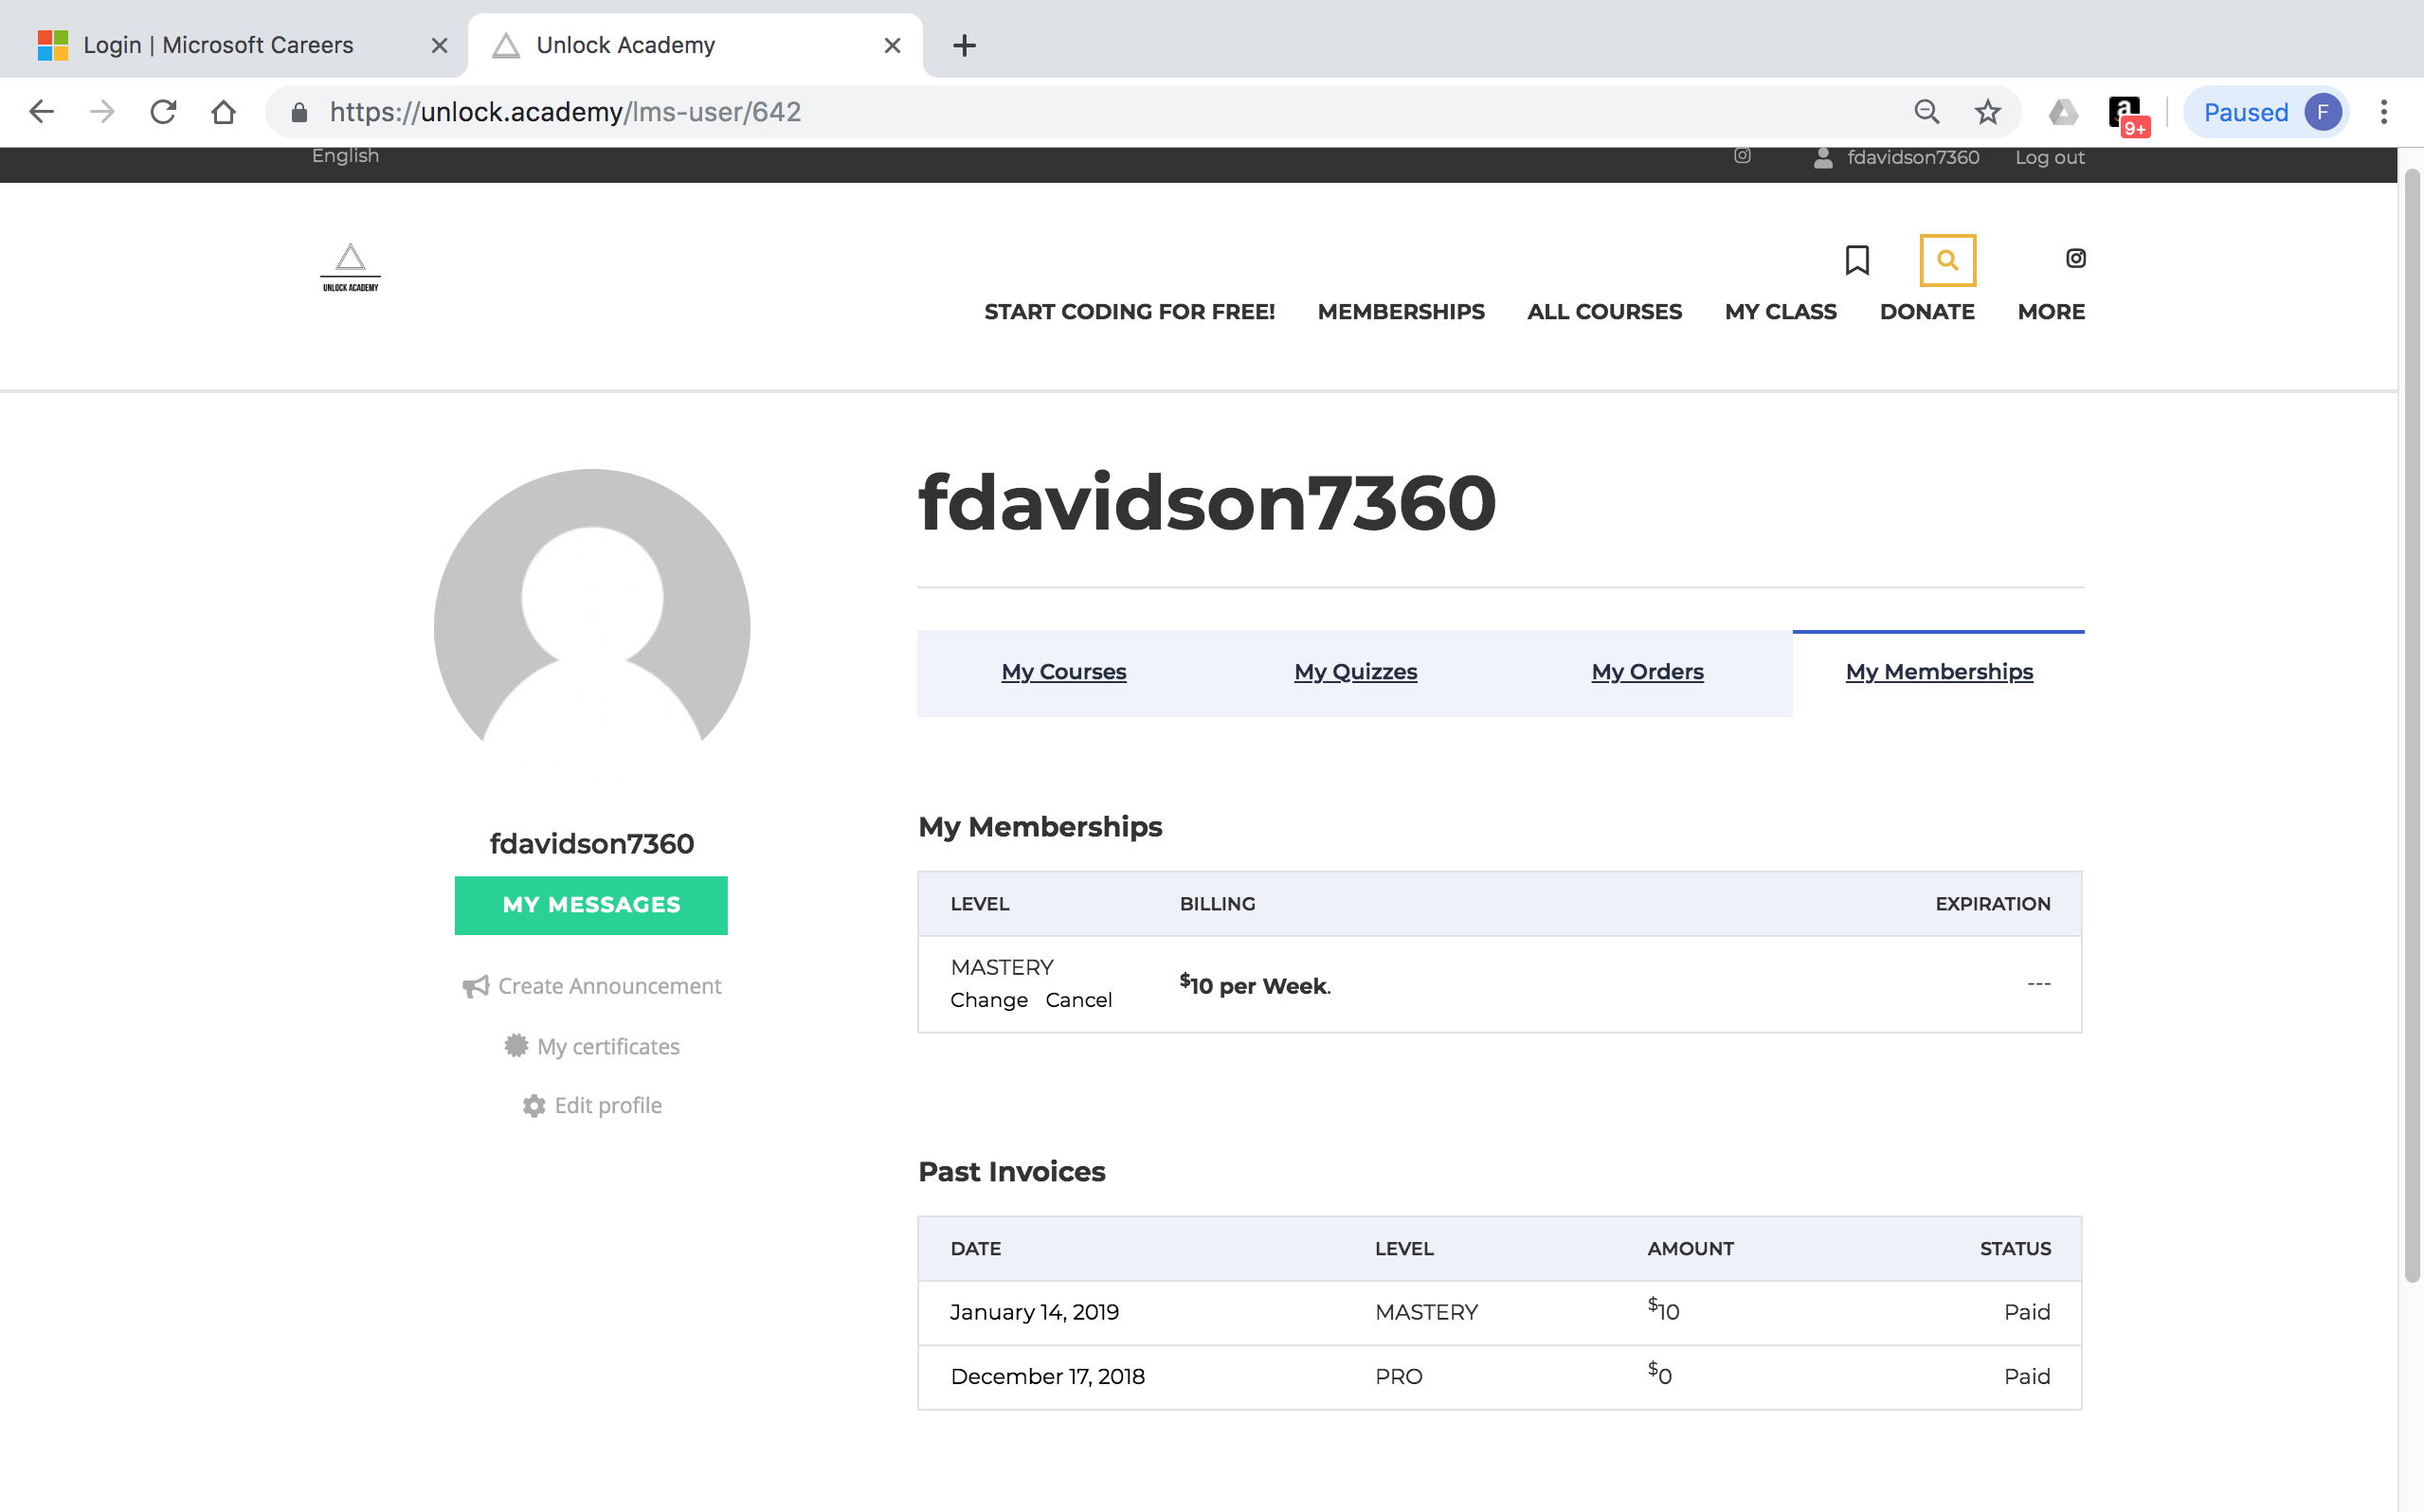 Login | Microsoft Careers
Unlock Academy
https://unlock.academy/lms-user/642
a
9+
Paused
F
English
fdavidson7360
Log out
UNLOCK ACADEMY
START CODING FOR FREE! MEMBERSHIPS ALL COURSES MY CLASS DONATE MORE
fdavidson7360
My Courses My Quizzes My Orders My Memberships
fdavidson7360
MY MESSAGES
Create Announcement
My certificates
Edit profile
My Memberships
LEVEL BILLING EXPIRATION
MASTERY
Change Cancel
$10 per Week.
---
Past Invoices
DATE LEVEL AMOUNT STATUS
January 14, 2019 MASTERY $10 Paid
December 17, 2018 PRO $0 Paid